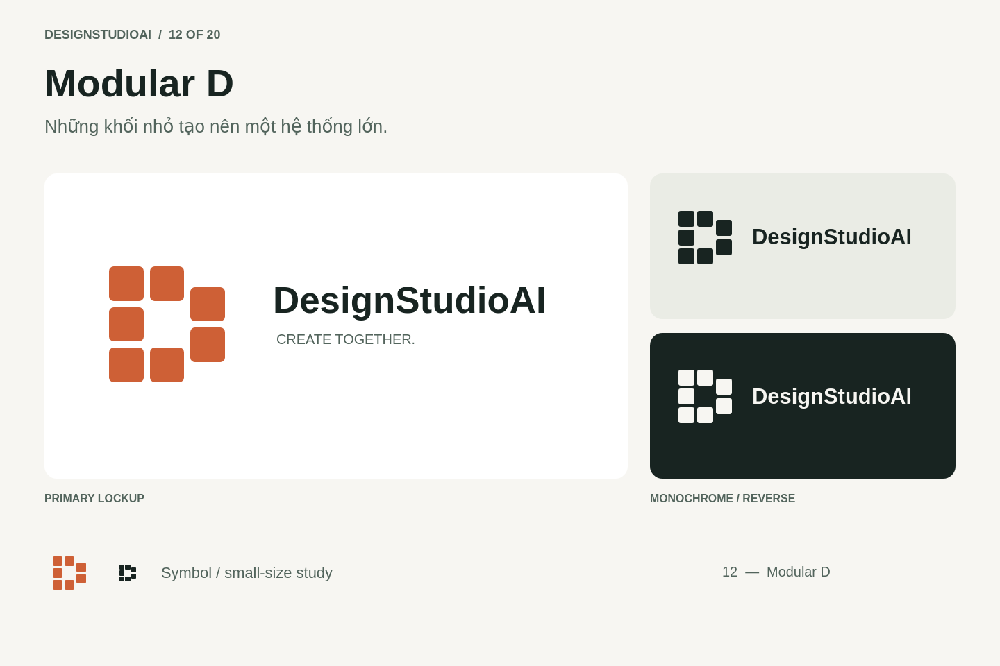 DESIGNSTUDIOAI / 12 OF 20
Modular D
Những khối nhỏ tạo nên một hệ thống lớn.
DesignStudioAI
CREATE TOGETHER.
DesignStudioAI
DesignStudioAI
PRIMARY LOCKUP
MONOCHROME / REVERSE
Symbol / small-size study
12 — Modular D